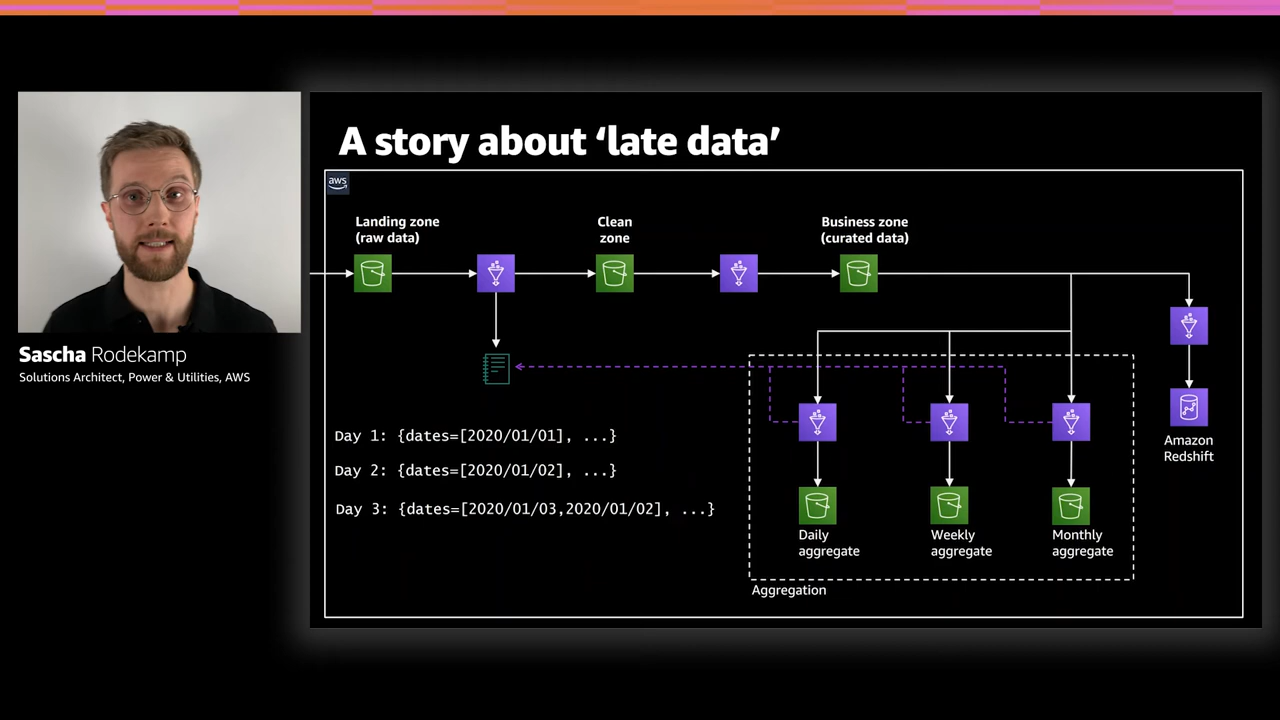 A story about ‘late data’
aws
Landing zone
(raw data)
Clean
zone
Business zone
(curated data)
Sascha Rodekamp
Solutions Architect, Power & Utilities, AWS
Day 1: {dates=[2020/01/01], ...}
Day 2: {dates=[2020/01/02], ...}
Day 3: {dates=[2020/01/03,2020/01/02], ...}
Amazon
Redshift
Daily
aggregate
Weekly
aggregate
Monthly
aggregate
Aggregation